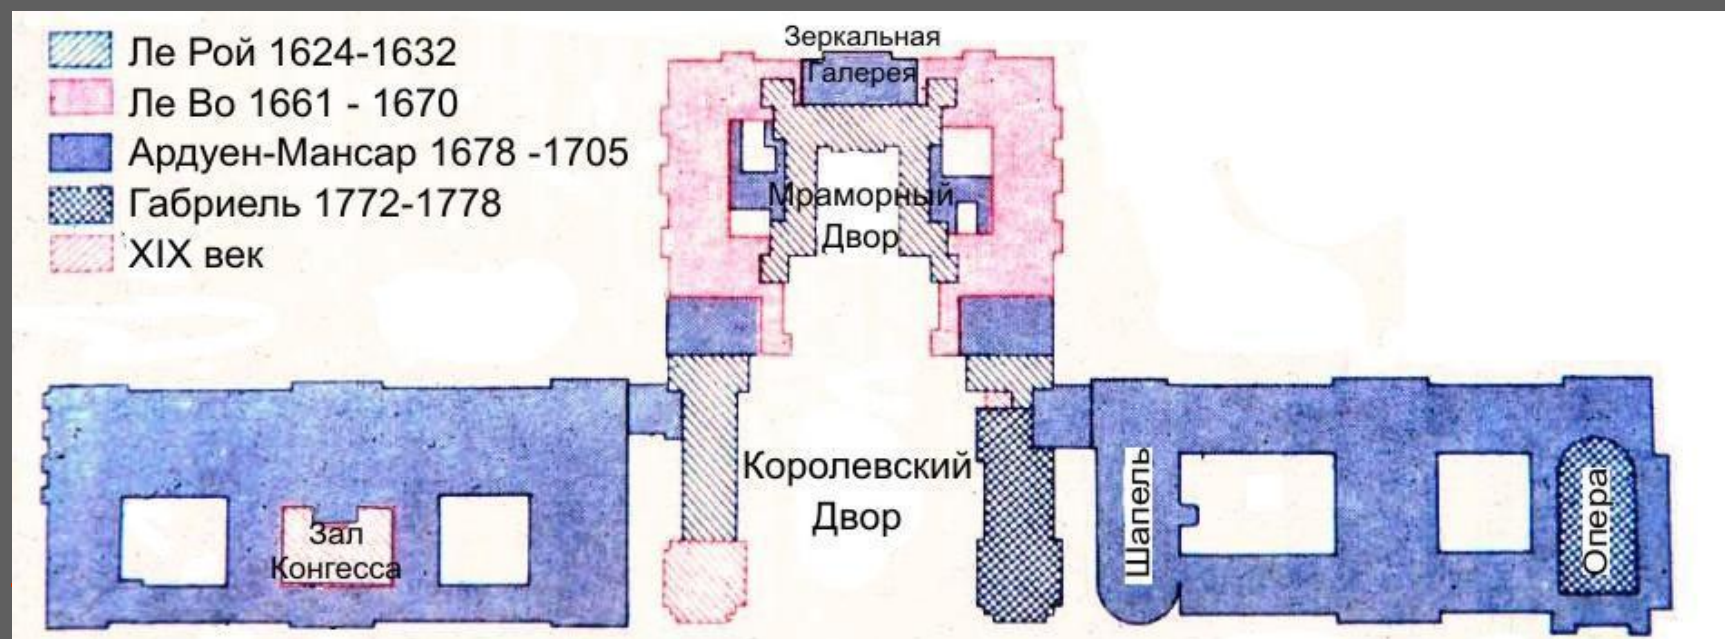 Ле Рой 1624-1632
Ле Во 1661 - 1670
Ардуен-Мансар 1678 -1705
Габриель 1772-1778
XIX век
Зеркальная
Галерея
Мраморный
Двор
Королевский
Двор
Зал
Конгесса
Шапель
Опера